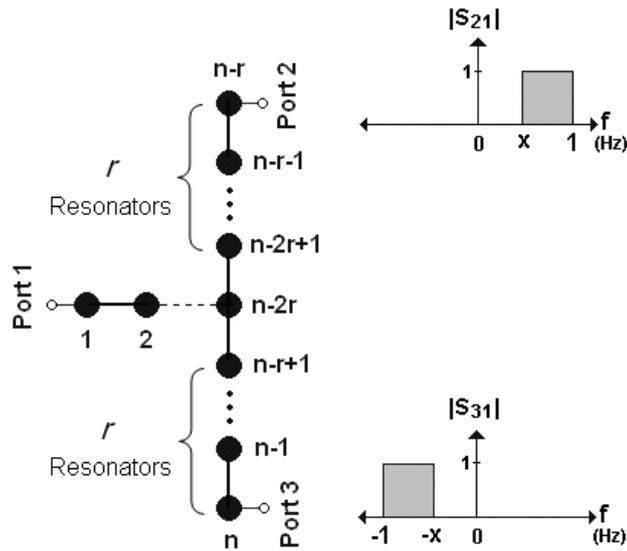 n-r
Port 2
r
Resonators
n-r-1
n-2r+1
Port 1
1
2
n-2r
n-r+1
r
Resonators
n-1
n
Port 3
|S21|
1
0
x
1
f
(Hz)
|S31|
1
-1
-x
0
f
(Hz)